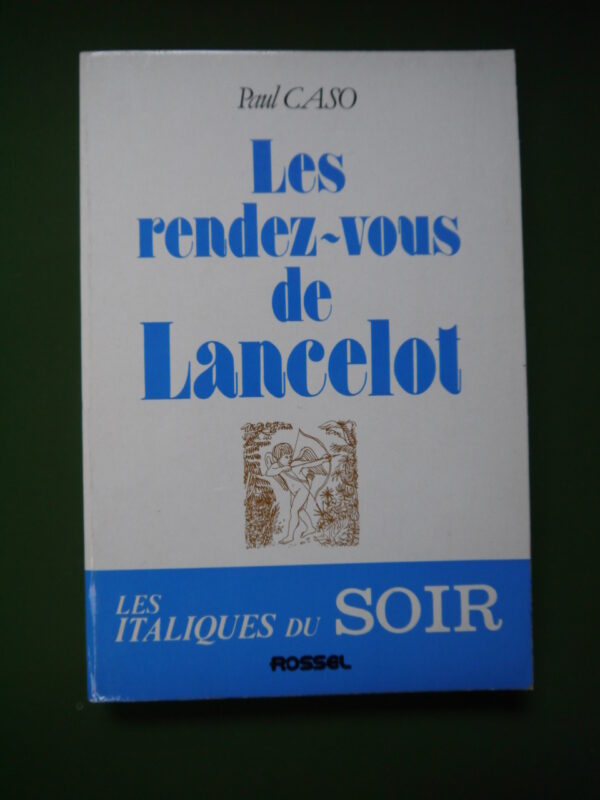 Paul CASO
Les
rendez-vous
de
Lancelot
LES
ITALIQUES DU SOIR
ROSSEL